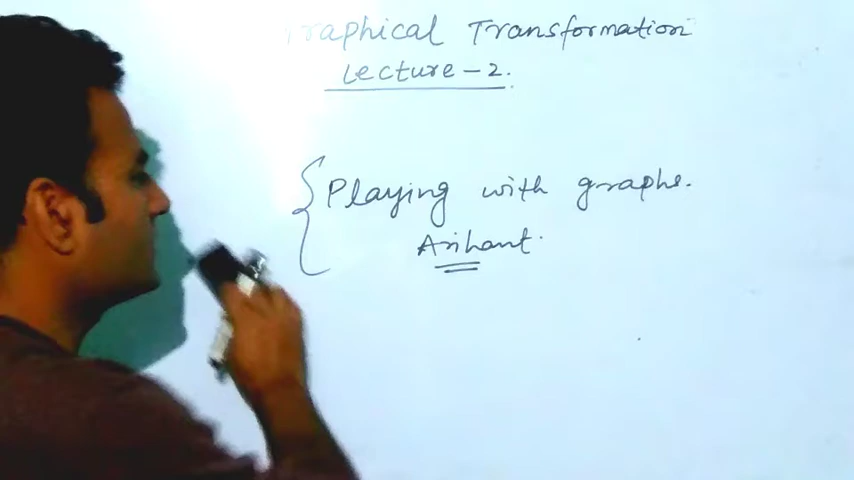 raphical Transformation
Lecture-2.
Playing with graphs.
Arihant.